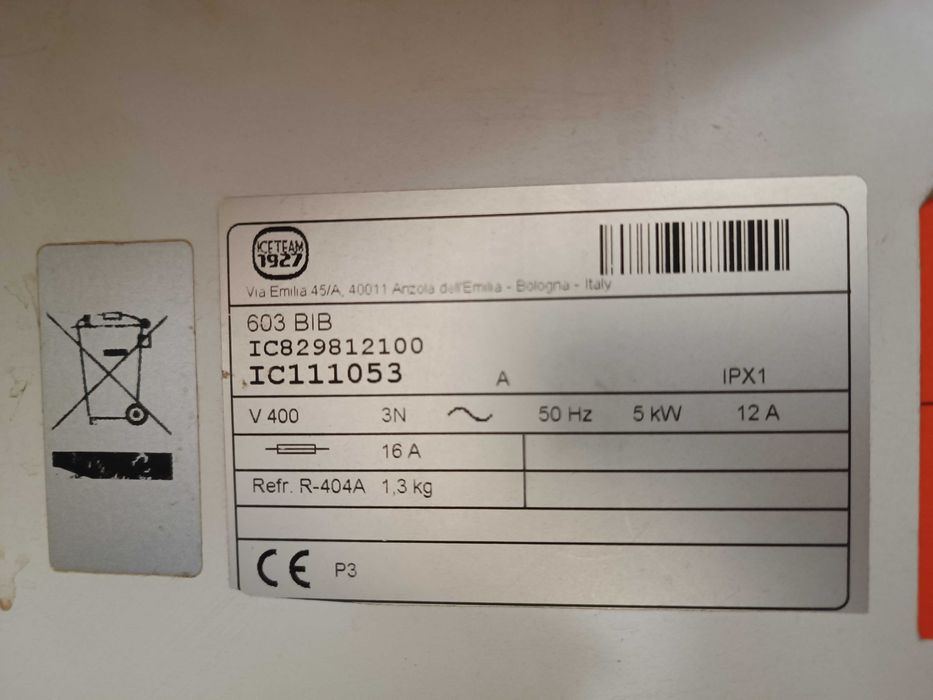 ICETEAM
1927
Via Emilia 45/A, 40011 Anzola dell'Emilia - Bologna - Italy
603 BIB
IC829812100
IC111053 A IPX1
V 400 3N 50 Hz 5 kW 12 A
16 A
Refr. R-404A 1,3 kg
CE P3